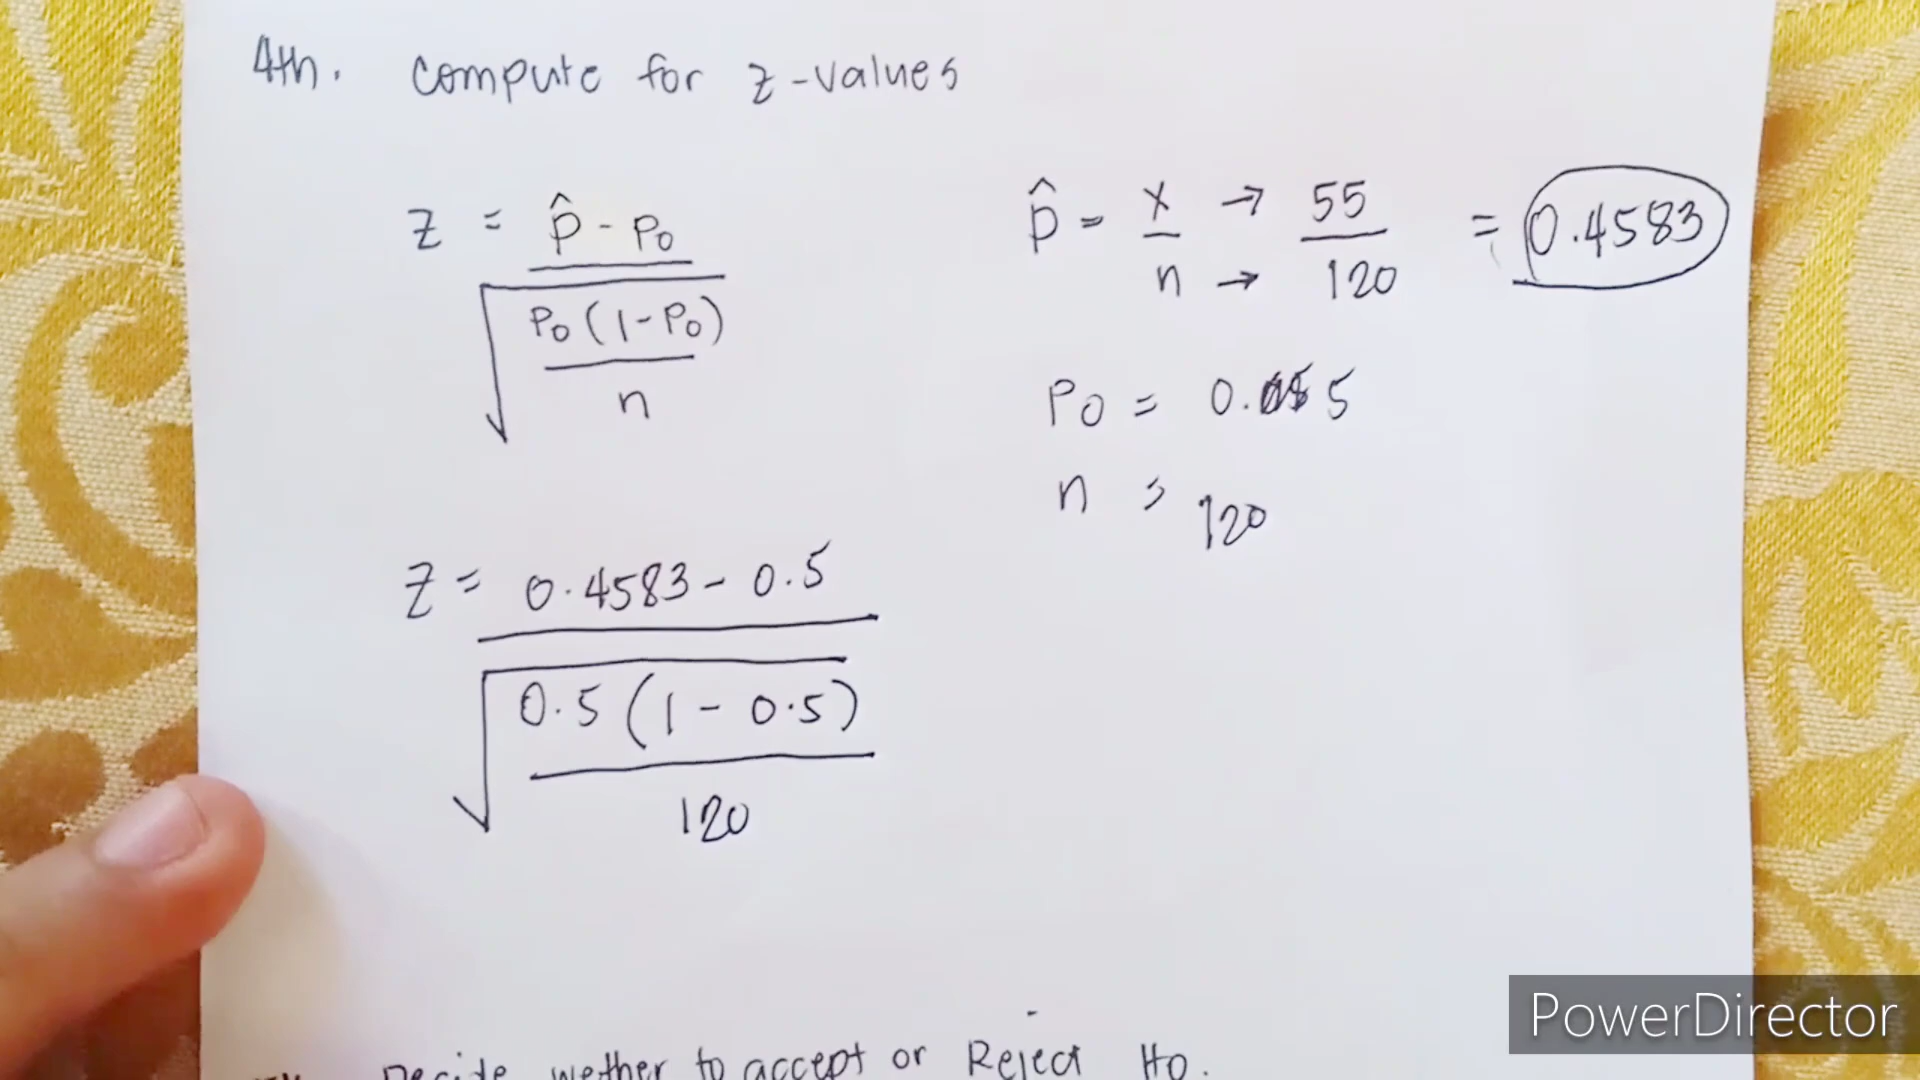 4th. compute for z-values
z = p̂ - p₀
√
p₀(1-p₀)
n
p̂ = x → 55 = 0.4583
n → 120
p₀ = 0. 5
n = 120
z = 0.4583 - 0.5
√
0.5 (1 - 0.5)
120
Decide wether to accept or Reject Ho.
PowerDirector